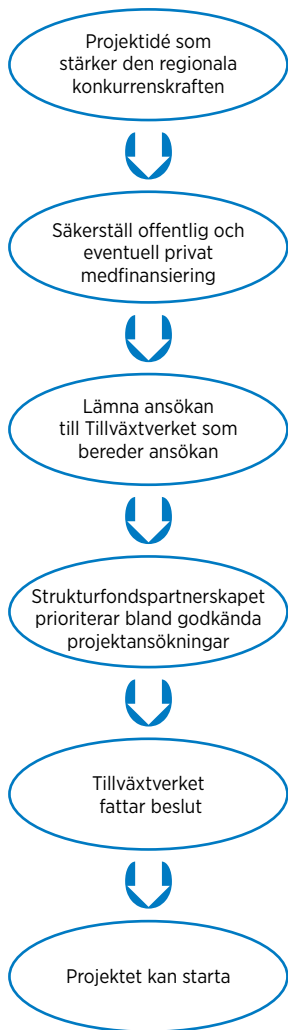 Projektidé som
stärker den regionala
konkurrenskraften
Säkerställ offentlig och
eventuell privat
medfinansiering
Lämna ansökan
till Tillväxtverket som
bereder ansökan
Strukturfondspartnerskapet
prioriterar bland godkända
projektansökningar
Tillväxtverket
fattar beslut
Projektet kan starta